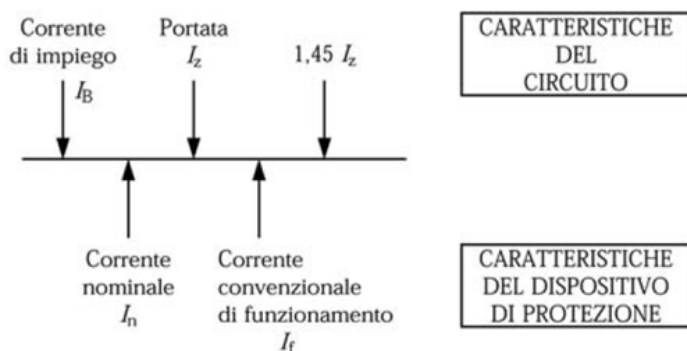 Corrente
di impiego
I_B
Portata
I_z
1,45 I_z
CARATTERISTICHE
DEL
CIRCUITO
Corrente
nominale
I_n
Corrente
convenzionale
di funzionamento
I_f
CARATTERISTICHE
DEL DISPOSITIVO
DI PROTEZIONE